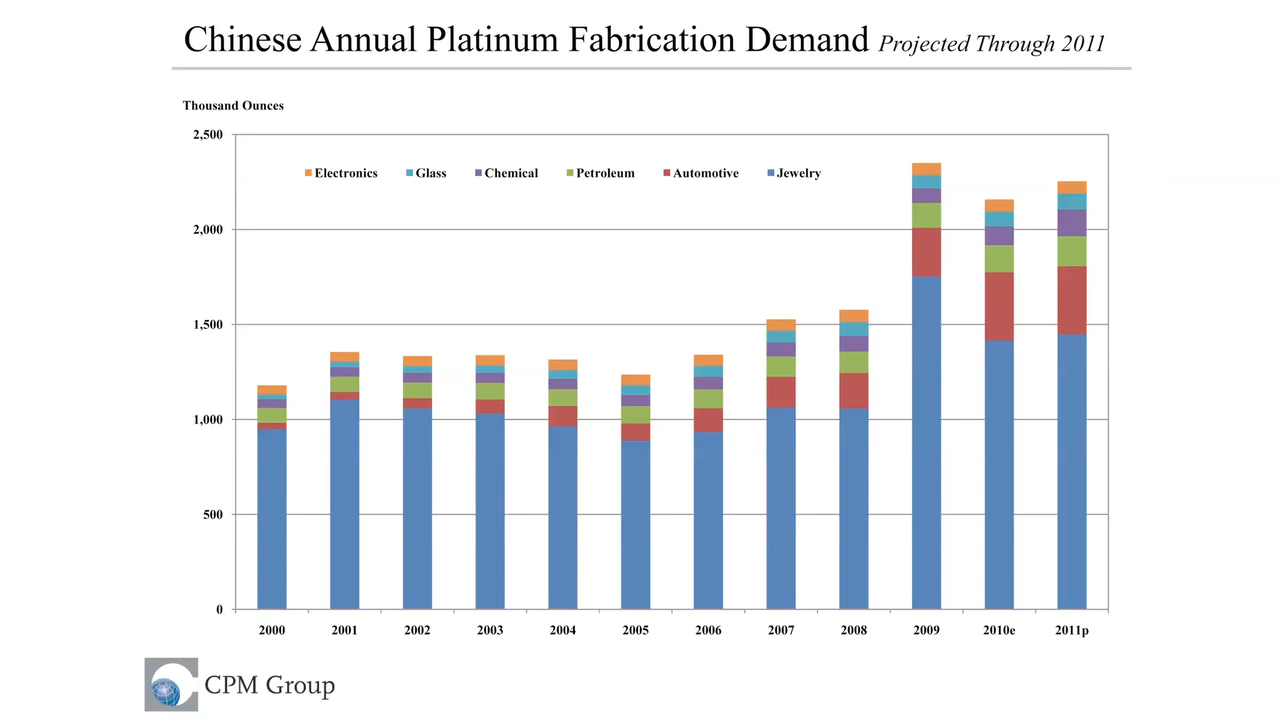 Chinese Annual Platinum Fabrication Demand Projected Through 2011
Thousand Ounces
2,500
Electronics Glass Chemical Petroleum Automotive Jewelry
2,000
1,500
1,000
500
0
2000 2001 2002 2003 2004 2005 2006 2007 2008 2009 2010e 2011p
CPM Group